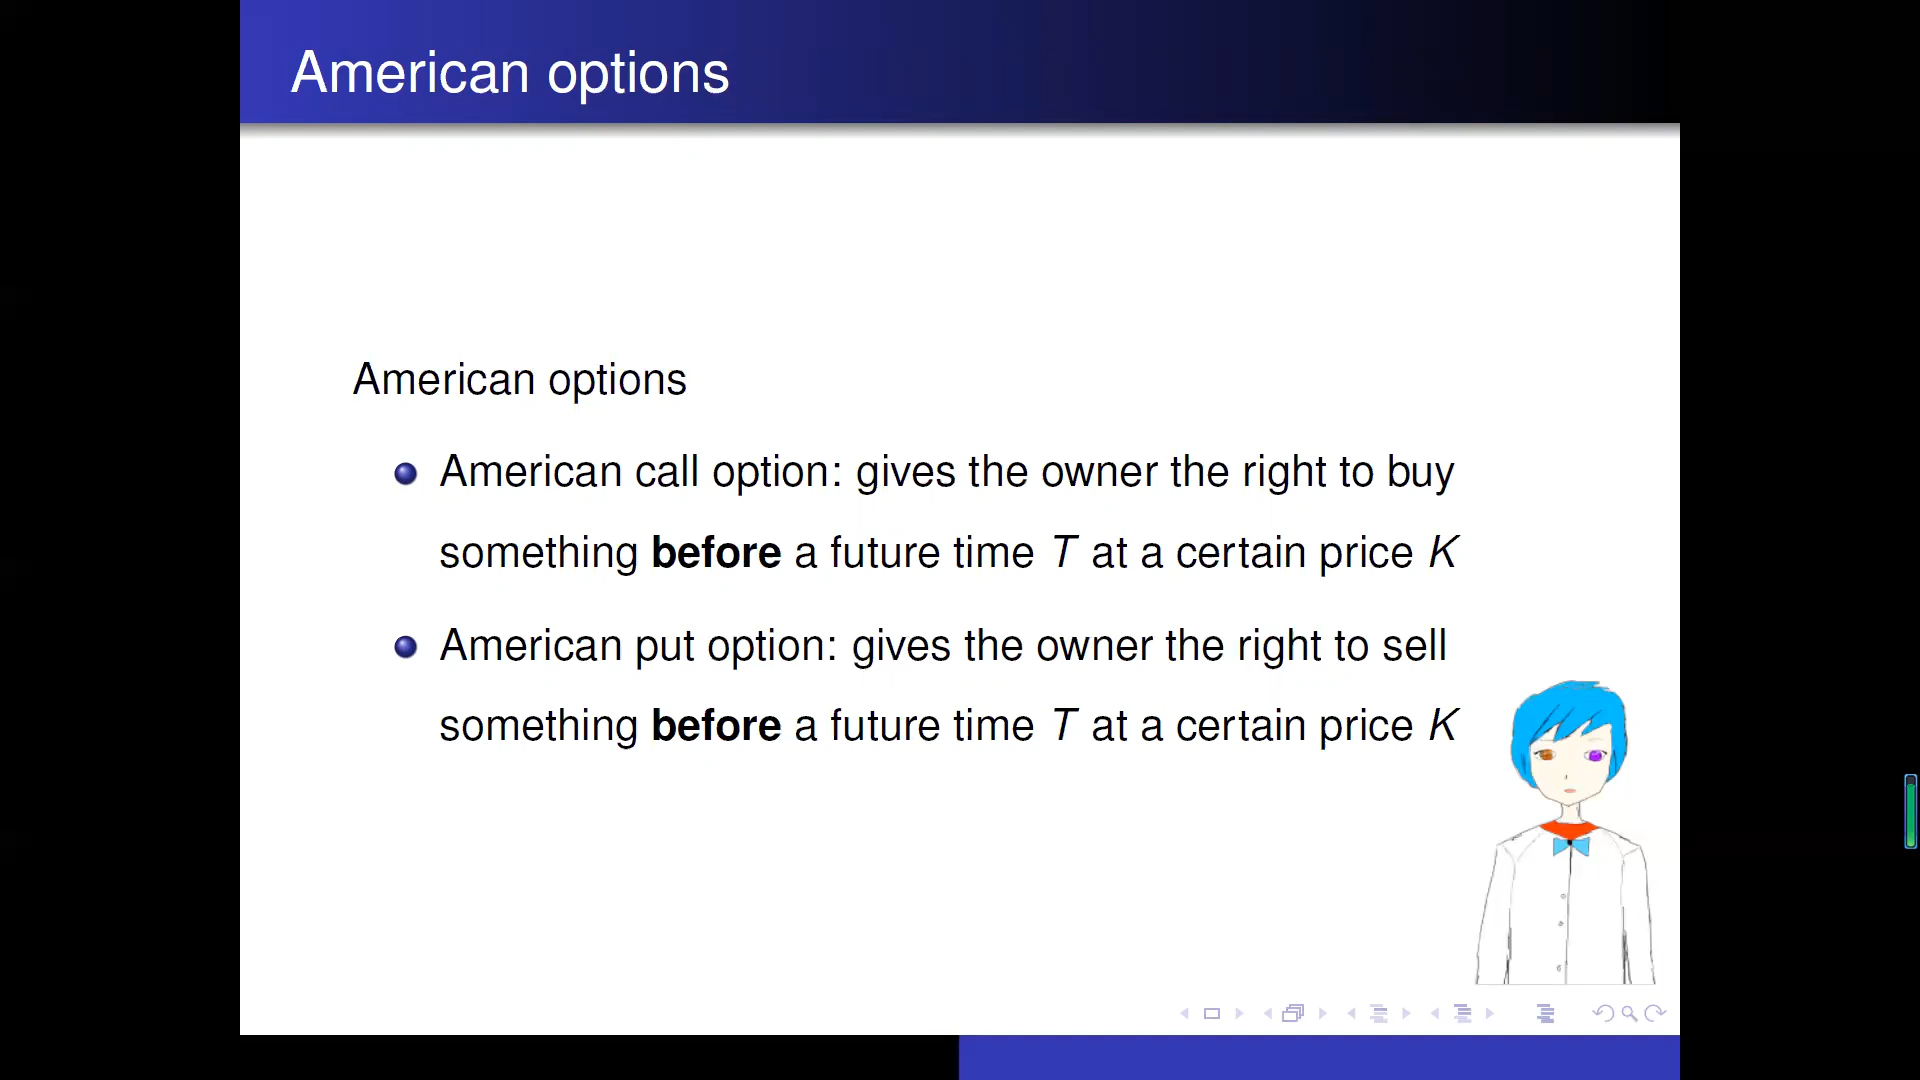 American options
American options
American call option: gives the owner the right to buy
something before a future time T at a certain price K
American put option: gives the owner the right to sell
something before a future time T at a certain price K